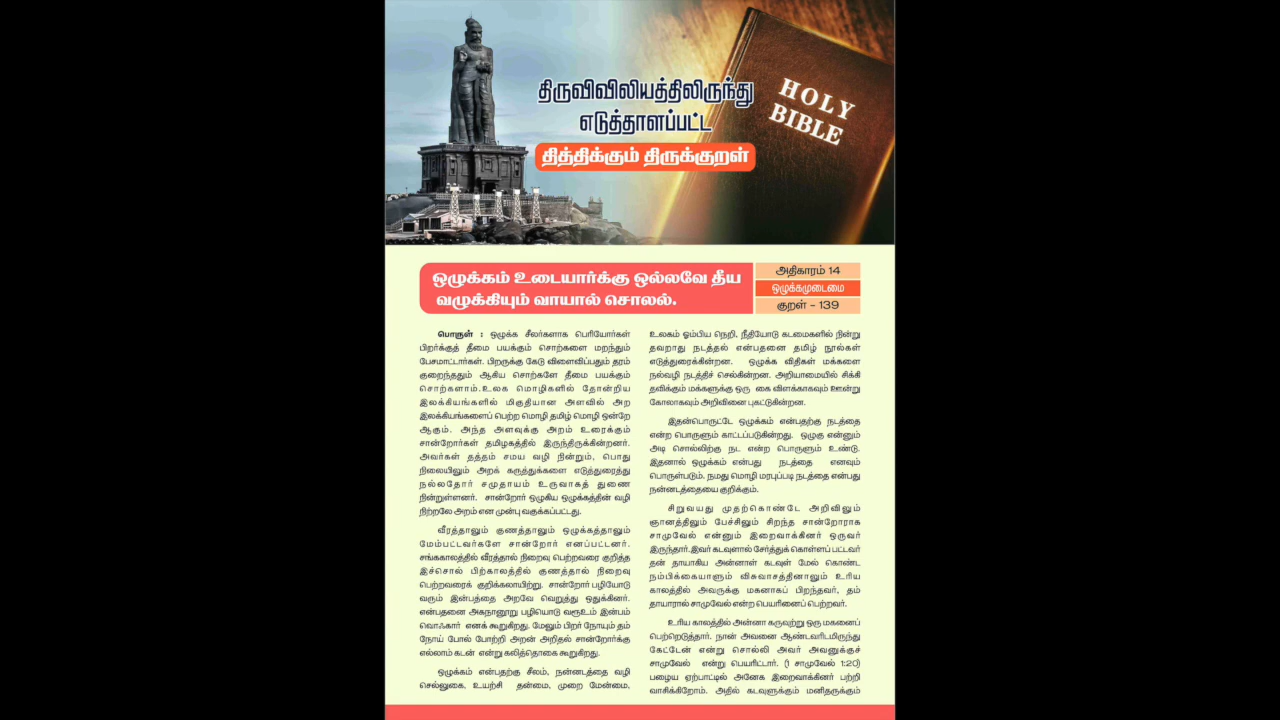 திருவிவிலியத்திலிருந்து
எடுத்தாளப்பட்ட
தித்திக்கும் திருக்குறள்
HOLY
BIBLE
ஒழுக்கம் உடையார்க்கு ஒல்லவே தீய
வழுக்கியும் வாயால் சொலல்.
அதிகாரம் 14
ஒழுக்கமுடைமை
குறள் – 139
பொருள் : ஒழுக்க சீலர்களாக பெரியோர்கள்
பிறர்க்குத் தீமை பயக்கும் சொற்களை மறந்தும்
பேசமாட்டார்கள். பிறருக்கு கேடு விளைவிப்பதும் தரம்
குறைந்ததும் ஆகிய சொற்களே தீமை பயக்கும்
சொற்களாம்.உலக மொழிகளில் தோன்றிய
இலக்கியங்களில் மிகுதியான அளவில் அற
இலக்கியங்களைப் பெற்ற மொழி தமிழ் மொழி ஒன்றே
ஆகும். அந்த அளவுக்கு அறம் உரைக்கும்
சான்றோர்கள் தமிழகத்தில் இருந்திருக்கின்றனர்.
அவர்கள் தத்தம் சமய வழி நின்றும், பொது
நிலையிலும் அறக் கருத்துக்களை எடுத்துரைத்து
நல்லதோர் சமுதாயம் உருவாகத் துணை
நின்றுள்ளனர். சான்றோர் ஒழுகிய ஒழுக்கத்தின் வழி
நிற்றலே அறம் என முன்பு வகுக்கப்பட்டது.
வீரத்தாலும் குணத்தாலும் ஒழுக்கத்தாலும்
மேம்பட்டவர்களே சான்றோர் எனப்பட்டனர்.
சங்ககாலத்தில் வீரத்தால் நிறைவு பெற்றவரை குறித்த
இச்சொல் பிற்காலத்தில் குணத்தால் நிறைவு
பெற்றவரைக் குறிக்கலாயிற்று. சான்றோர் பழியோடு
வரும் இன்பத்தை அறவே வெறுத்து ஒதுக்கினர்.
என்பதனை அகநானூறு பழியொடு வரூஉம் இன்பம்
வெஃகார் எனக் கூறுகிறது. மேலும் பிறர் நோயும் தம்
நோய் போல் போற்றி அறன் அறிதல் சான்றோர்க்கு
எல்லாம் கடன் என்று கலித்தொகை கூறுகிறது.
ஒழுக்கம் என்பதற்கு சீலம், நன்னடத்தை வழி
செல்லுகை, உயற்சி தன்மை, முறை மேன்மை,
உலகம் ஓம்பிய நெறி, நீதியோடு கடமைகளில் நின்று
தவறாது நடத்தல் என்பதனை தமிழ் நூல்கள்
எடுத்துரைக்கின்றன. ஒழுக்க விதிகள் மக்களை
நல்வழி நடத்திச் செல்கின்றன. அறியாமையில் சிக்கி
தவிக்கும் மக்களுக்கு ஒரு கை விளக்காகவும் ஊன்று
கோலாகவும் அறிவினை புகட்டுகின்றன.
இதன்பொருட்டே ஒழுக்கம் என்பதற்கு நடத்தை
என்ற பொருளும் காட்டப்படுகின்றது. ஒழுகு என்னும்
அடி சொல்லிற்கு நட என்ற பொருளும் உண்டு.
இதனால் ஒழுக்கம் என்பது நடத்தை எனவும்
பொருள்படும். நமது மொழி மரபுப்படி நடத்தை என்பது
நன்னடத்தையை குறிக்கும்.
சிறுவயது முதற்கொண்டே அறிவிலும்
ஞானத்திலும் பேச்சிலும் சிறந்த சான்றோராக
சாமுவேல் என்னும் இறைவாக்கினர் ஒருவர்
இருந்தார்.இவர் கடவுளால் சேர்த்துக் கொள்ளப் பட்டவர்
தன் தாயாகிய அன்னாள் கடவுள் மேல் கொண்ட
நம்பிக்கையாளும் விசுவாசத்தினாலும் உரிய
காலத்தில் அவருக்கு மகனாகப் பிறந்தவர், தம்
தாயாரால் சாமுவேல் என்ற பெயரினைப் பெற்றவர்.
உரிய காலத்தில் அன்னா கருவுற்று ஒரு மகனைப்
பெற்றெடுத்தார். நான் அவனை ஆண்டவரிடமிருந்து
கேட்டேன் என்று சொல்லி அவர் அவனுக்குச்
சாமுவேல் என்று பெயரிட்டார். (1 சாமுவேல் 1:20)
பழைய ஏற்பாட்டில் அனேக இறைவாக்கினர் பற்றி
வாசிக்கிறோம். அதில் கடவுளுக்கும் மனிதருக்கும்